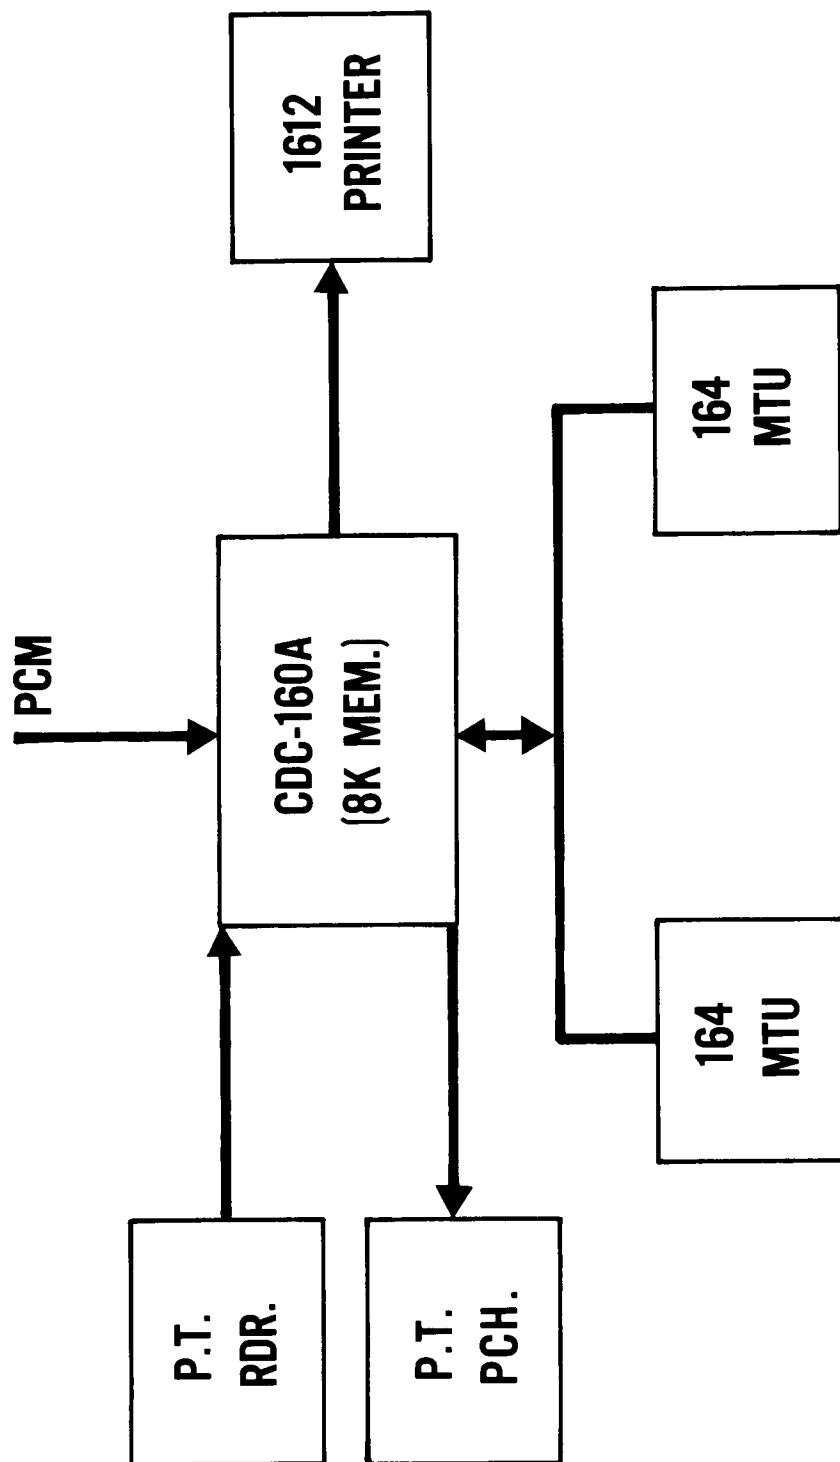 PCM
P.T.
RDR.
CDC-160A
(8K MEM.)
1612
PRINTER
P.T.
PCH.
164
MTU
164
MTU